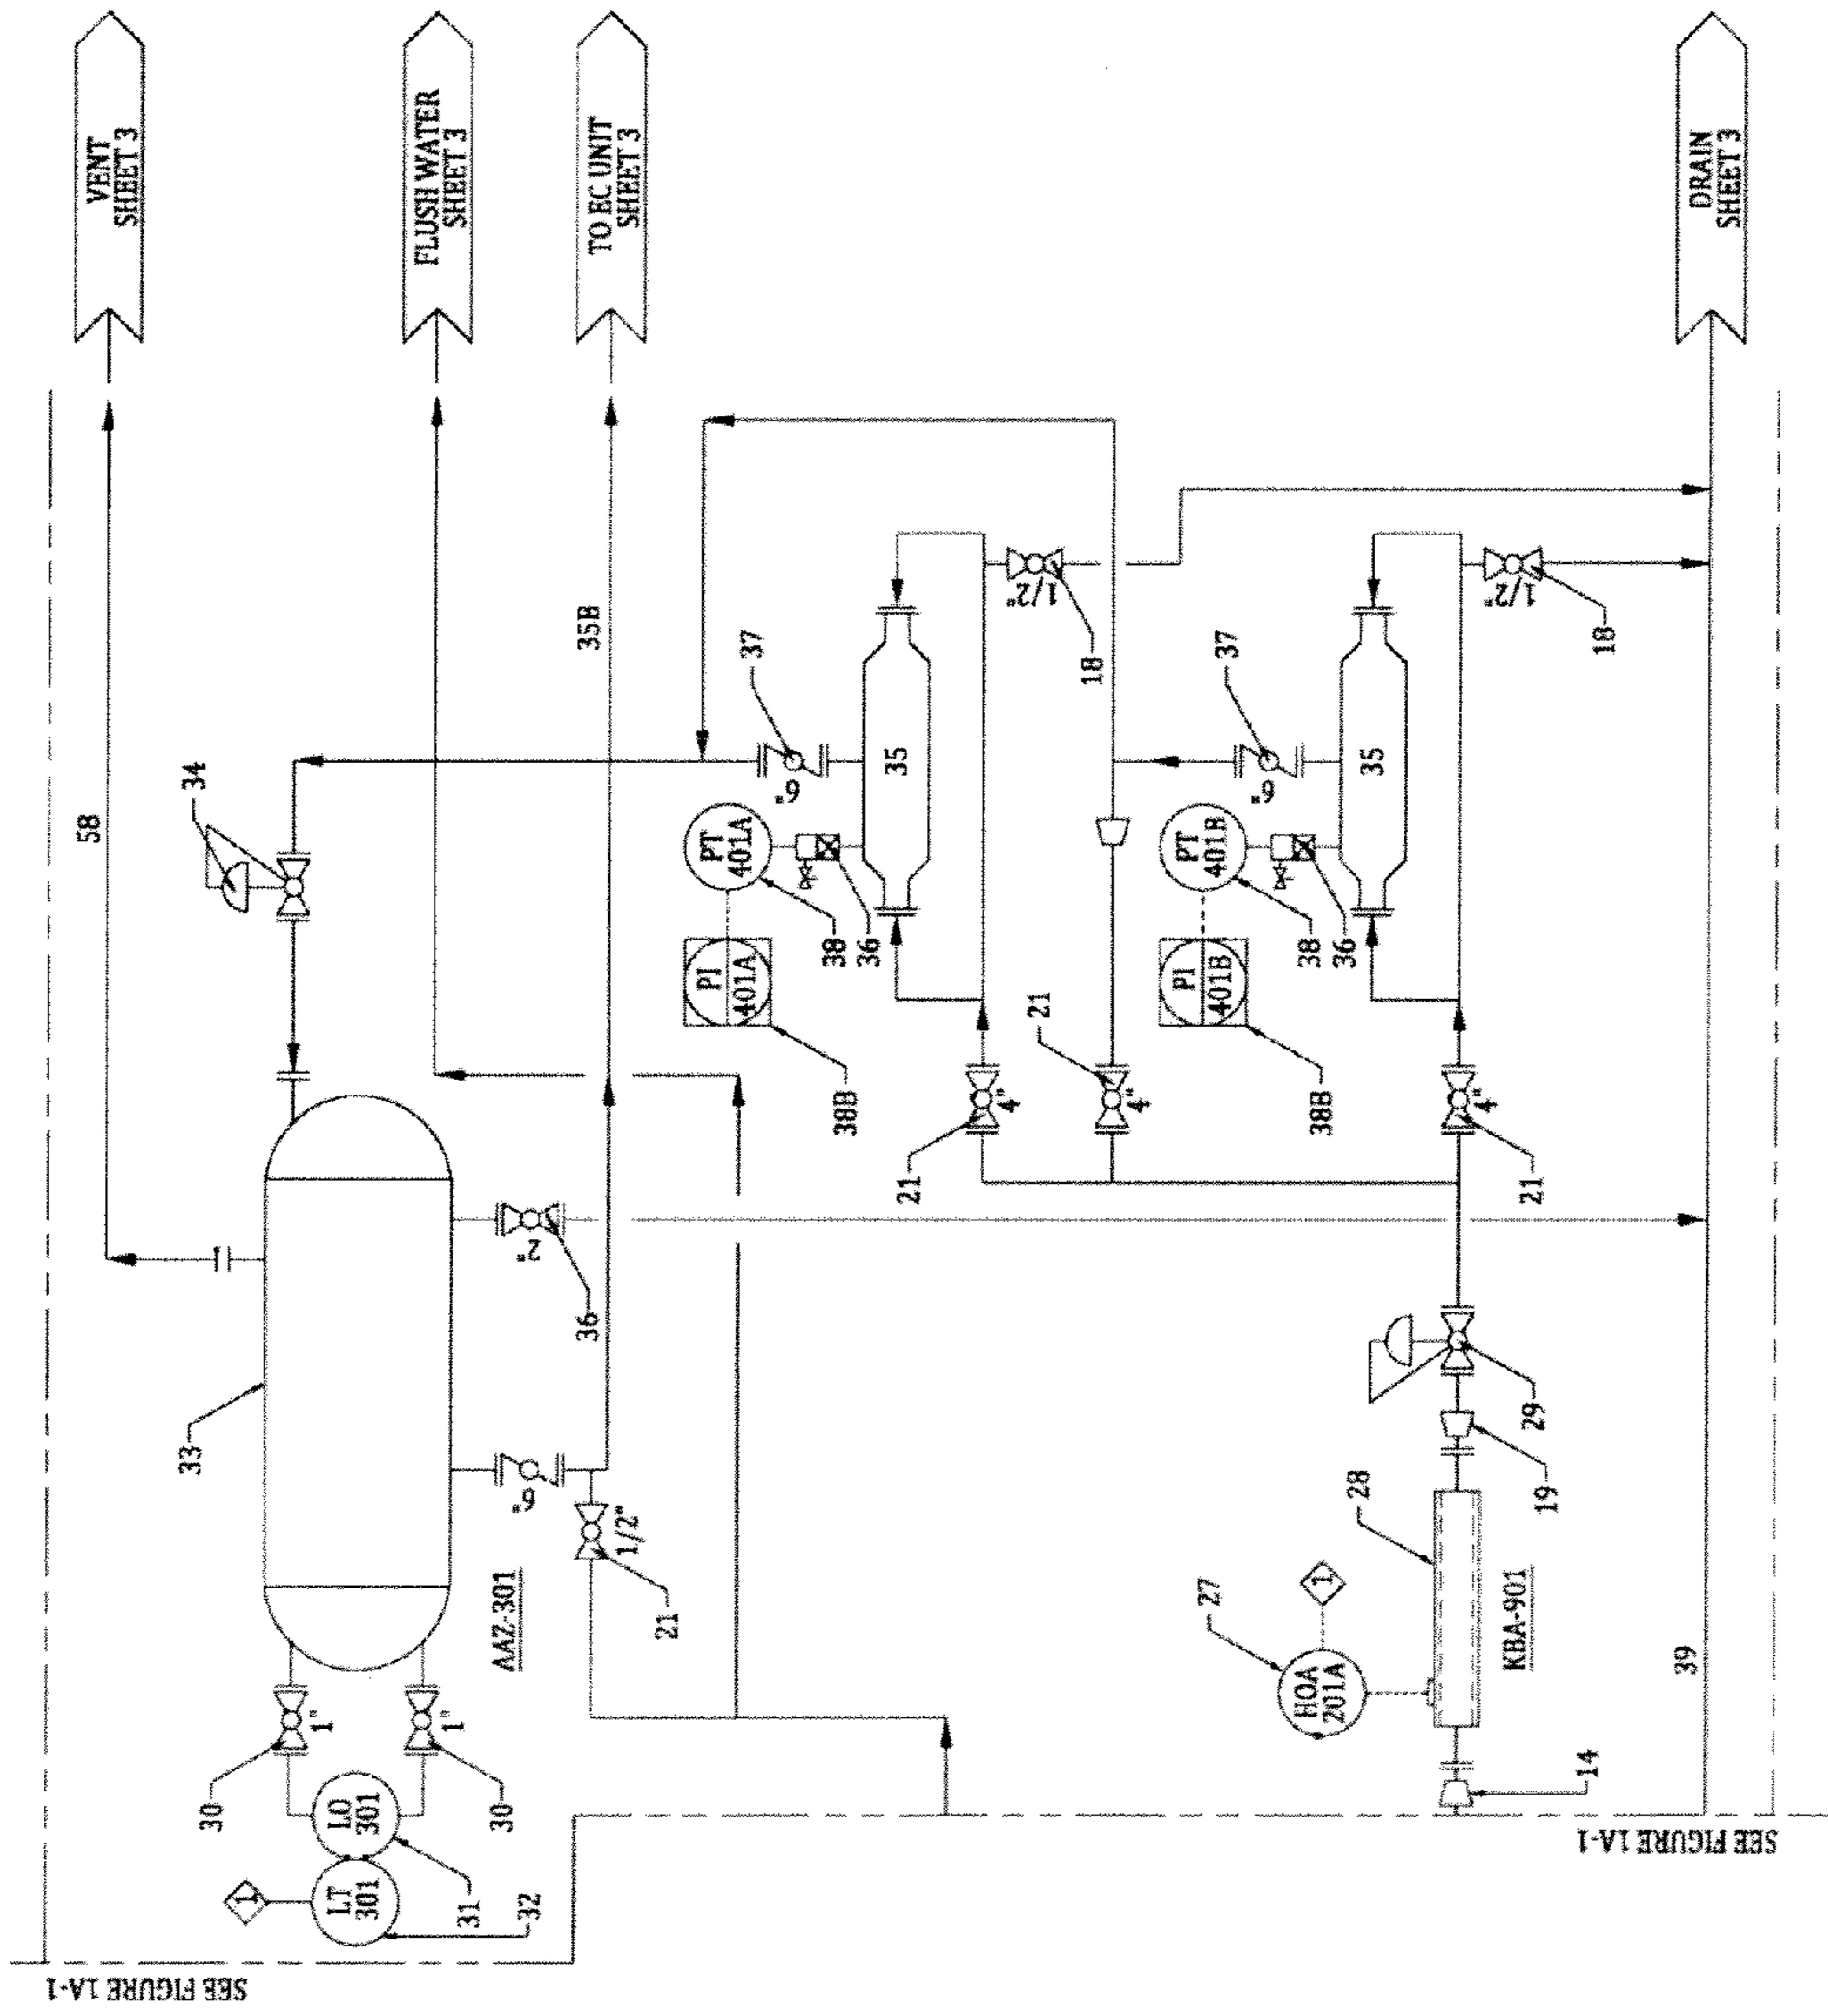 VENT
SHEET 3
FLUSH WATER
SHEET 3
TO EC UNIT
SHEET 3
DRAIN
SHEET 3
58
34
35B
37
35
6"
PT
401A
PI
401A
38
36
38B
1/2"
18
37
35
6"
PT
401B
PI
401B
38
36
38B
1/2"
18
21
4"
21
4"
21
4"
33
2"
36
6"
1/2"
21
AAZ-301
30
1"
1"
30
LO
301
LT
301
1
31
32
29
19
28
27
1
HOA
201A
KBA-901
14
39
SEE FIGURE 1A-1
SEE FIGURE 1A-1